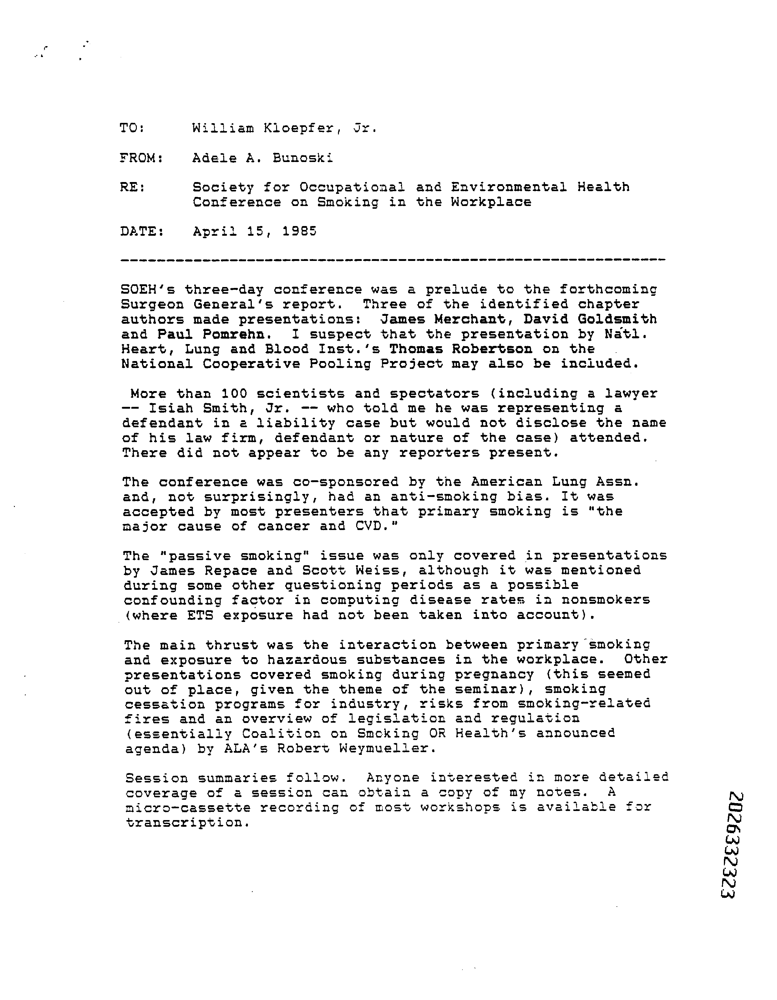 TO: William Kloepfer, Jr.
FROM: Adele A. Bunoski
RE: Society for Occupational and Environmental Health
Conference on Smoking in the Workplace
DATE: April 15, 1985
SOEH's three-day conference was a prelude to the forthcoming
Surgeon General's report. Three of the identified chapter
authors made presentations: James Merchant, David Goldsmith
and Paul Pomrehn. I suspect that the presentation by Natl.
Heart, Lung and Blood Inst.'s Thomas Robertson on the
National Cooperative Pooling Project may also be included.
More than 100 scientists and spectators (including a lawyer
-- Isiah Smith, Jr. -- who told me he was representing a
defendant in a liability case but would not disclose the name
of his law firm, defendant or nature of the case) attended.
There did not appear to be any reporters present.
The conference was co-sponsored by the American Lung Assn.
and, not surprisingly, had an anti-smoking bias. It was
accepted by most presenters that primary smoking is "the
major cause of cancer and CVD."
The "passive smoking" issue was only covered in presentations
by James Repace and Scott Weiss, although it was mentioned
during some other questioning periods as a possible
confounding factor in computing disease rates in nonsmokers
(where ETS exposure had not been taken into account).
The main thrust was the interaction between primary smoking
and exposure to hazardous substances in the workplace. Other
presentations covered smoking during pregnancy (this seemed
out of place, given the theme of the seminar), smoking
cessation programs for industry, risks from smoking-related
fires and an overview of legislation and regulation
(essentially Coalition on Smoking OR Health's announced
agenda) by ALA's Robert Weymueller.
Session summaries follow. Anyone interested in more detailed
coverage of a session can obtain a copy of my notes. A
micro-cassette recording of most workshops is available for
transcription.
2026332323